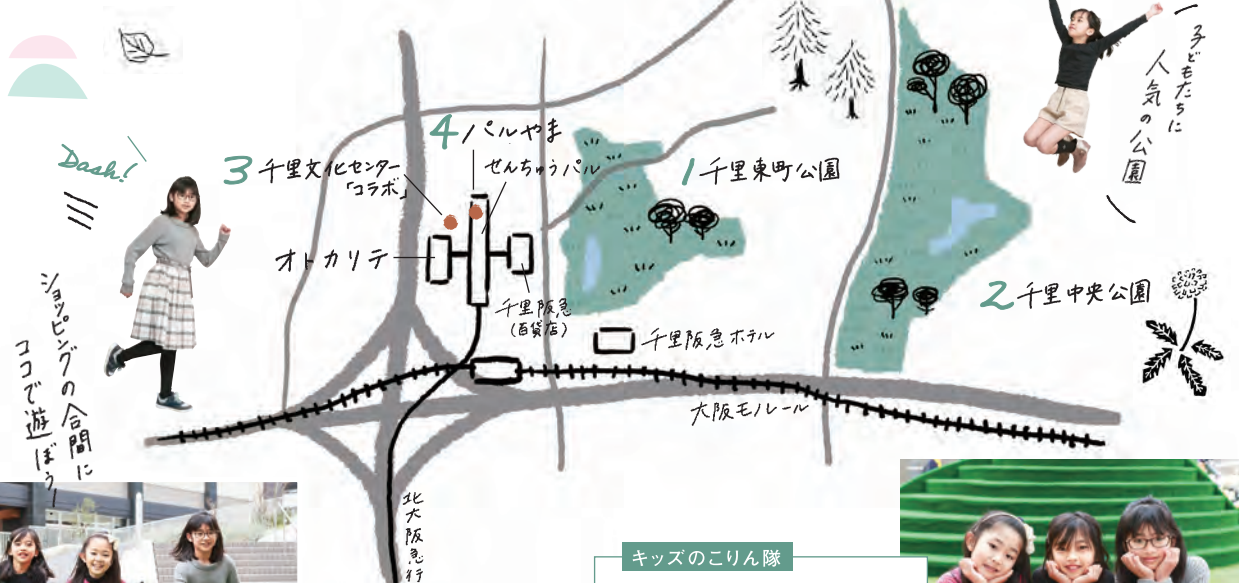 子どもたちに
人気の公園
Dash!
4 パルやま
せんちゅうパル
3 千里文化センター
「コラボ」
1 千里東町公園
オトカリテ
千里阪急
(百貨店)
2 千里中央公園
千里阪急ホテル
大阪モノレール
ショッピングの合間に
ココで遊ぼう！
北大阪急行
キッズのこりん隊